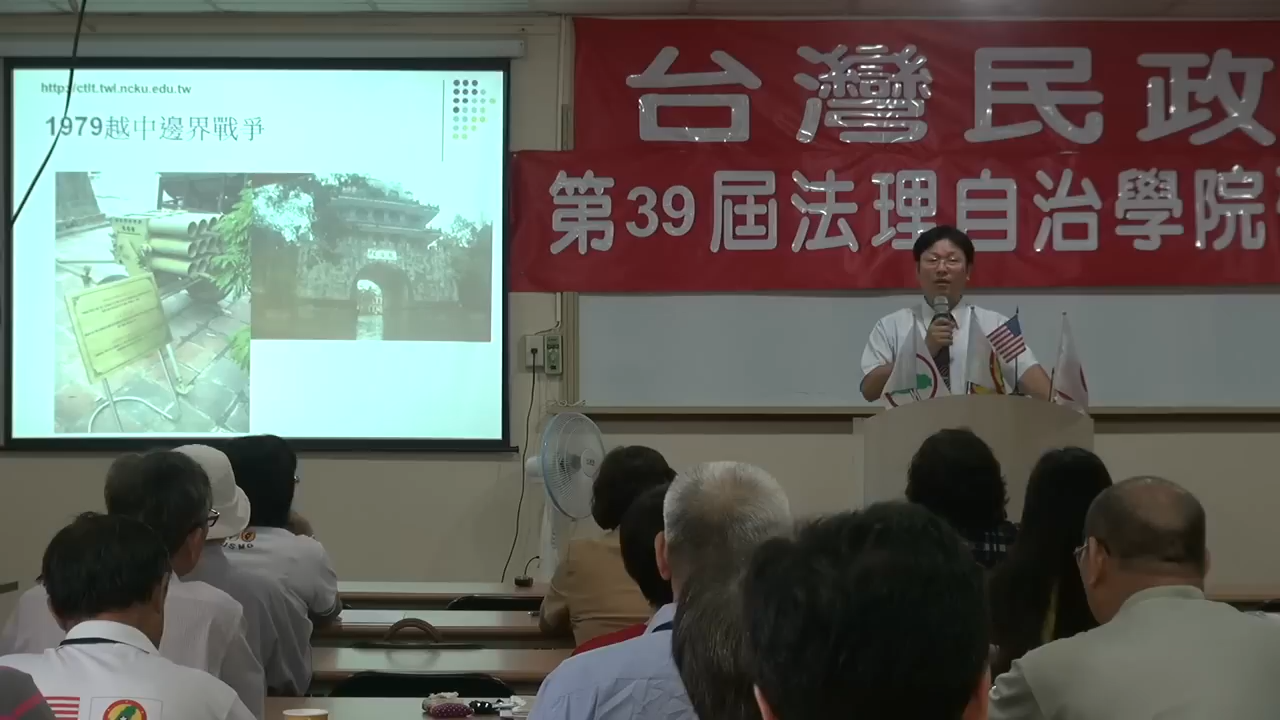 http://ctlt.twl.ncku.edu.tw
1979越中邊界戰爭
台灣民政
第39屆法理自治學院
USMG